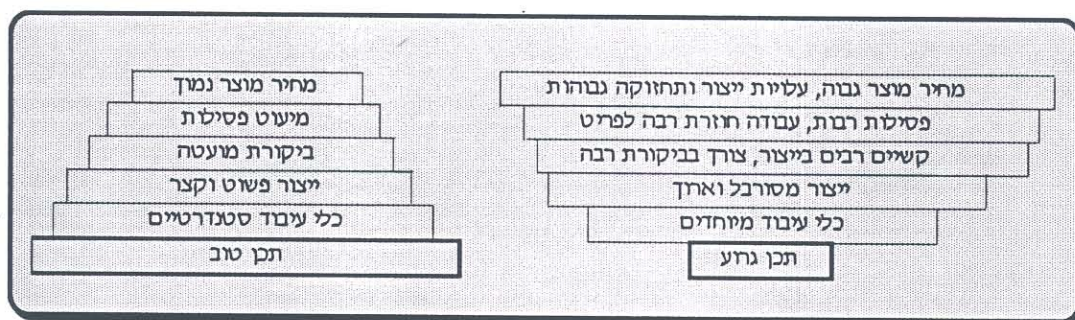 מחיר מוצר גבוה, עלויות ייצור ותחזוקה גבוהות
פסילות רבות, עבודה חוזרת רבה לפריט
קשיים רבים בייצור, צורך בביקורת רבה
ייצור מסורבל וארוך
כלי עיבוד מיוחדים
תכן גרוע
מחיר מוצר נמוך
מיעוט פסילות
ביקורת מועטה
ייצור פשוט וקצר
כלי עיבוד סטנדרטיים
תכן טוב